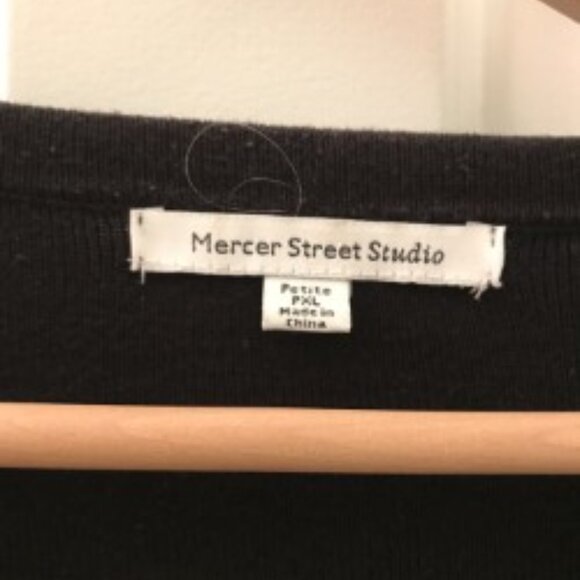 Mercer Street Studio
Petite
PXL
Made in
China